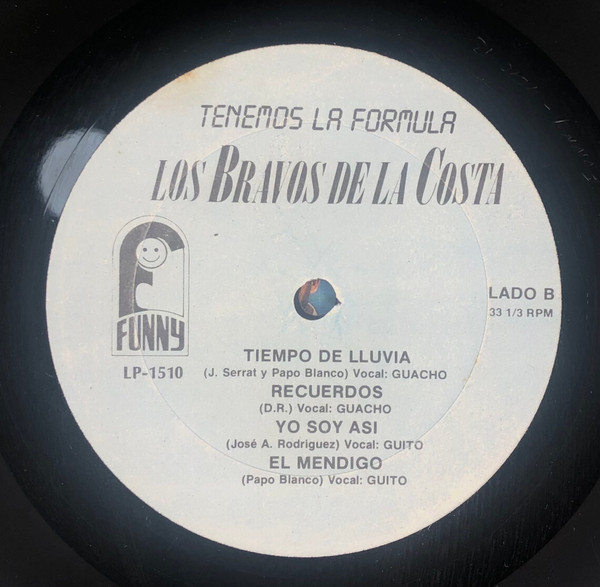 TENEMOS LA FORMULA
LOS BRAVOS DE LA COSTA
FUNNY
LP-1510
LADO B
33 1/3 RPM
TIEMPO DE LLUVIA
(J. Serrat y Papo Blanco) Vocal: GUACHO
RECUERDOS
(D.R.) Vocal: GUACHO
YO SOY ASI
(José A. Rodriguez) Vocal: GUITO
EL MENDIGO
(Papo Blanco) Vocal: GUITO